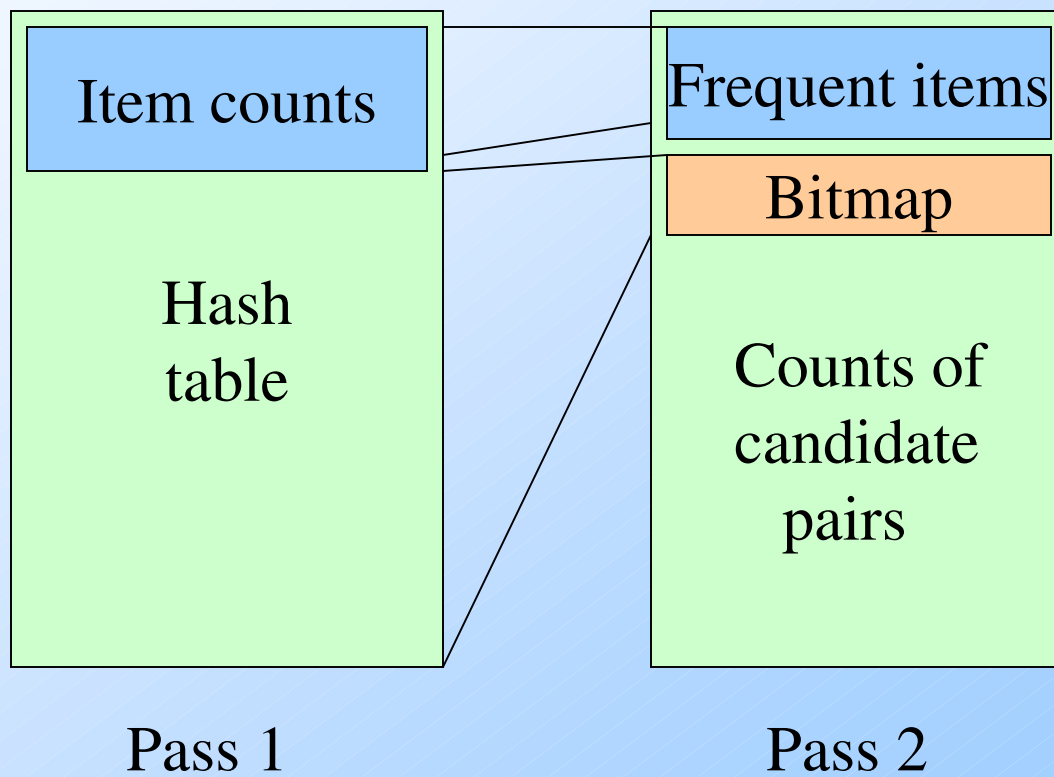 Item counts
Hash
table
Pass 1
Frequent items
Bitmap
Counts of
candidate
pairs
Pass 2